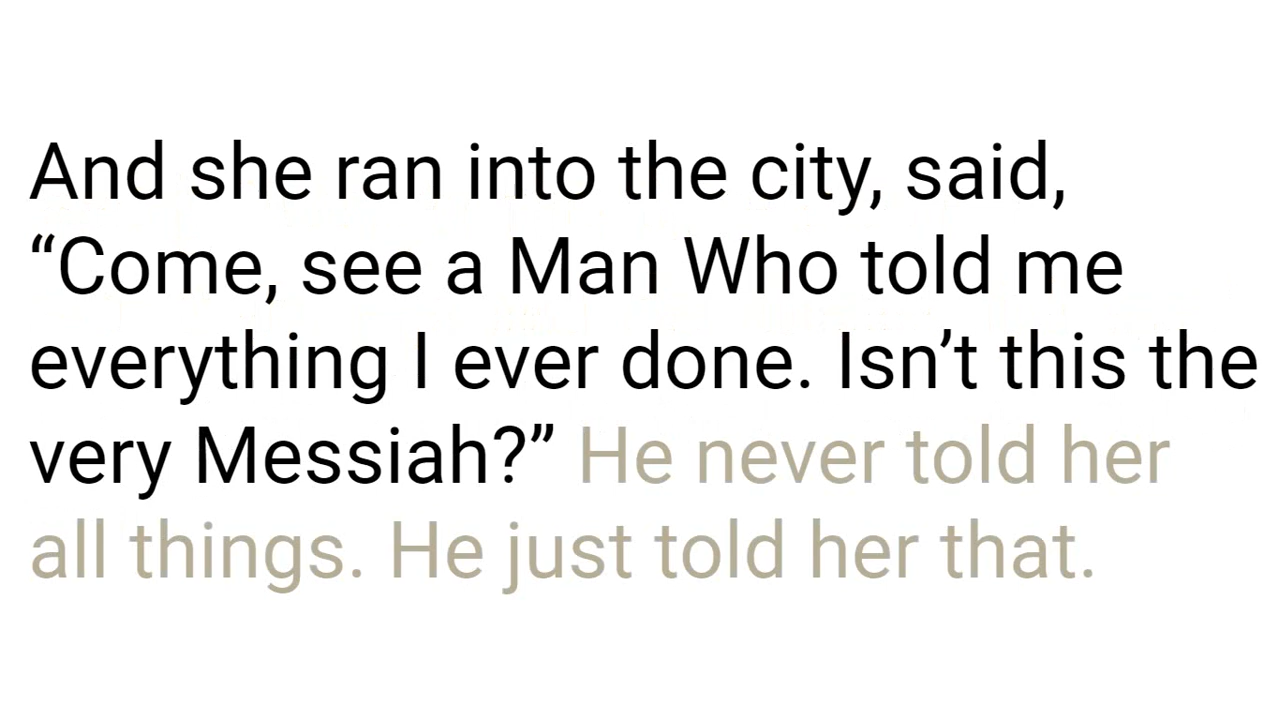 And she ran into the city, said,
“Come, see a Man Who told me
everything I ever done. Isn’t this the
very Messiah?” He never told her
all things. He just told her that.